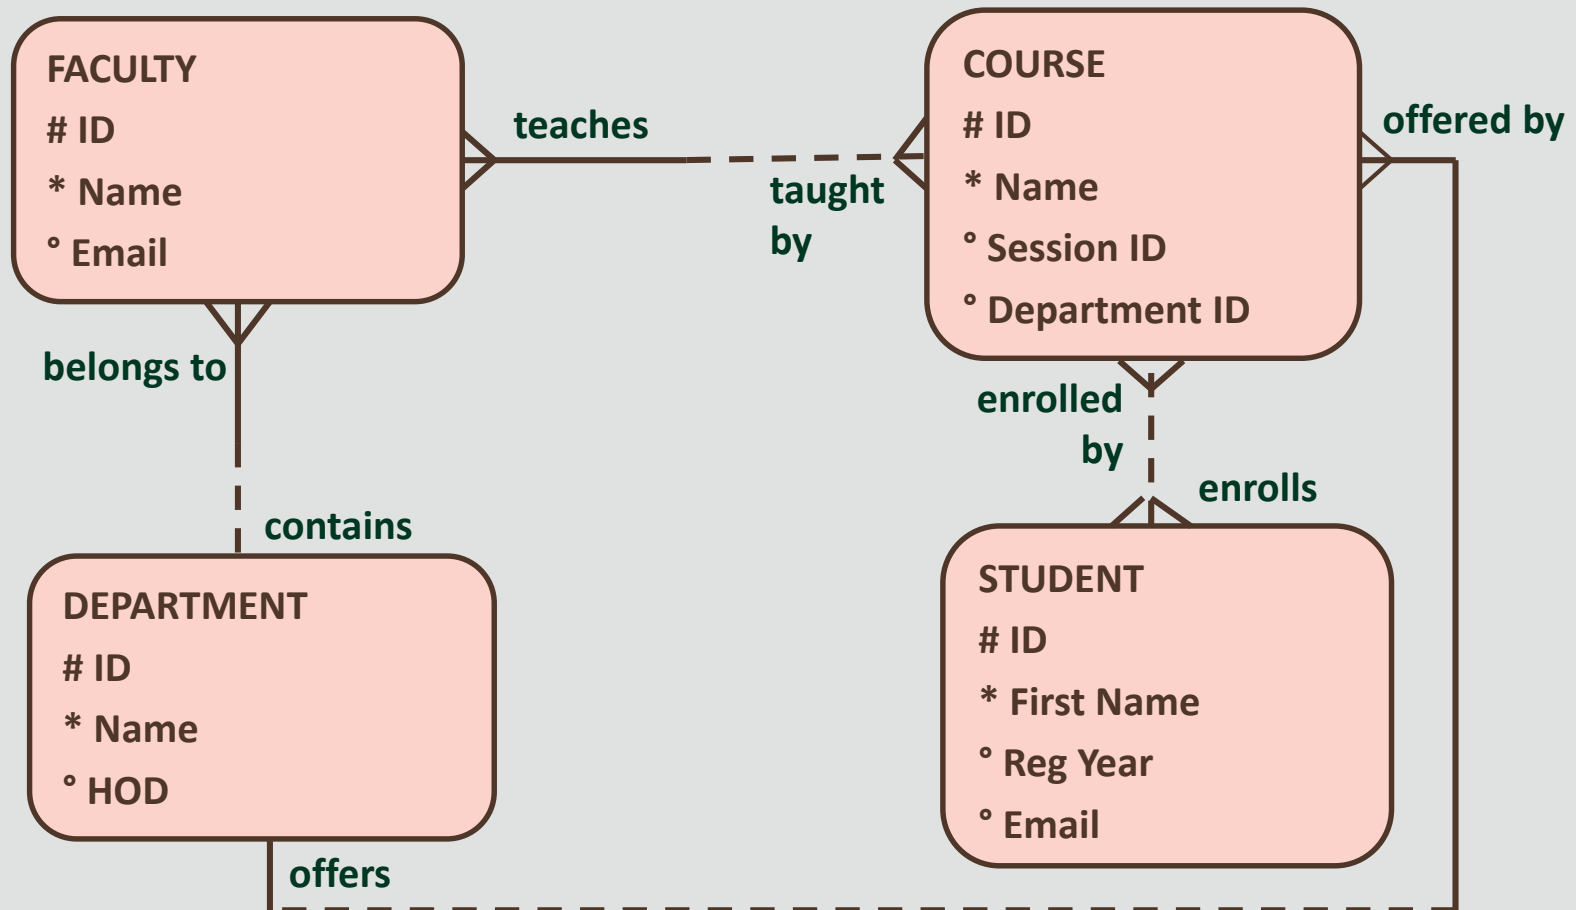 FACULTY
# ID
* Name
° Email
teaches
taught
by
COURSE
# ID
* Name
° Session ID
° Department ID
offered by
belongs to
contains
enrolled
by
enrolls
DEPARTMENT
# ID
* Name
° HOD
offers
STUDENT
# ID
* First Name
° Reg Year
° Email